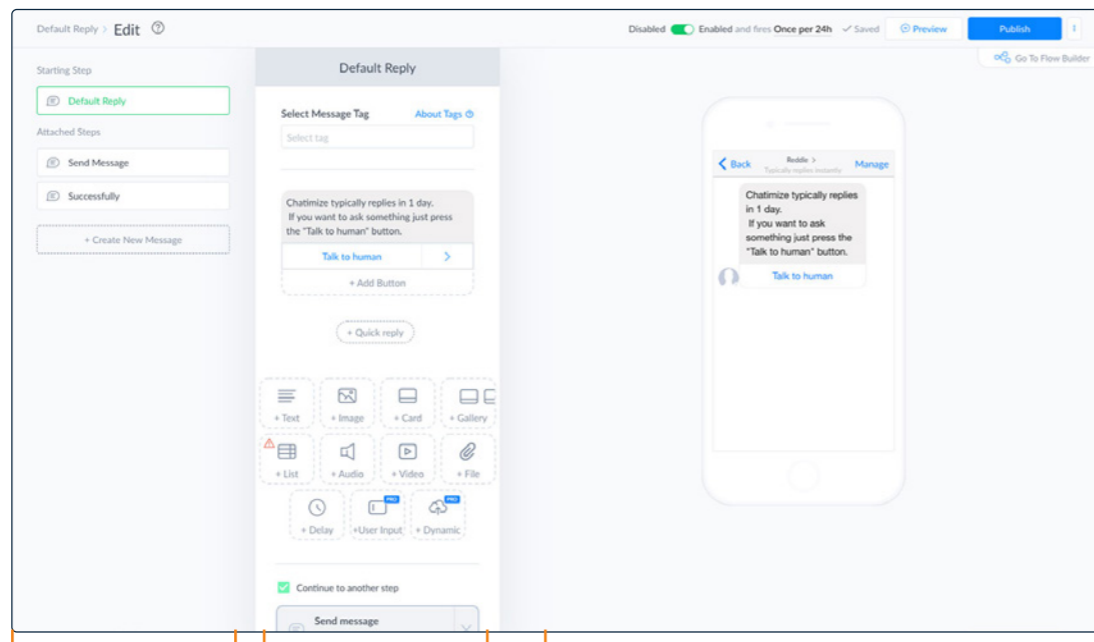 Default Reply > Edit ?
Disabled Enabled and fires Once per 24h ✓ Saved Preview Publish
Go To Flow Builder
Starting Step
Default Reply
Attached Steps
Send Message
Successfully
+ Create New Message
Default Reply
Select Message Tag About Tags
Select tag
Chatimize typically replies in 1 day.
If you want to ask something just press
the "Talk to human" button.
Talk to human >
+ Add Button
+ Quick reply
+ Text + Image + Card + Gallery
+ List + Audio + Video + File
PRO PRO
+ Delay +User Input + Dynamic
Continue to another step
Send message
Back Reddie > Manage
Typically replies instantly
Chatimize typically replies
in 1 day.
If you want to ask
something just press the
"Talk to human" button.
Talk to human